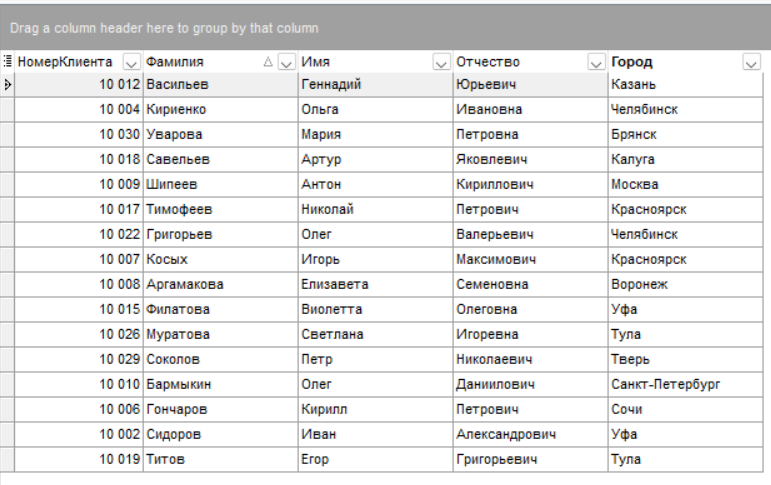 Drag a column header here to group by that column
НомерКлиента Фамилия Имя Отчество Город
10 012 Васильев Геннадий Юрьевич Казань
10 004 Кириенко Ольга Ивановна Челябинск
10 030 Уварова Мария Петровна Брянск
10 018 Савельев Артур Яковлевич Калуга
10 009 Шипеев Антон Кириллович Москва
10 017 Тимофеев Николай Петрович Красноярск
10 022 Григорьев Олег Валерьевич Челябинск
10 007 Косых Игорь Максимович Красноярск
10 008 Аргамакова Елизавета Семеновна Воронеж
10 015 Филатова Виолетта Олеговна Уфа
10 026 Муратова Светлана Игоревна Тула
10 029 Соколов Петр Николаевич Тверь
10 010 Бармыкин Олег Даниилович Санкт-Петербург
10 006 Гончаров Кирилл Петрович Сочи
10 002 Сидоров Иван Александрович Уфа
10 019 Титов Егор Григорьевич Тула